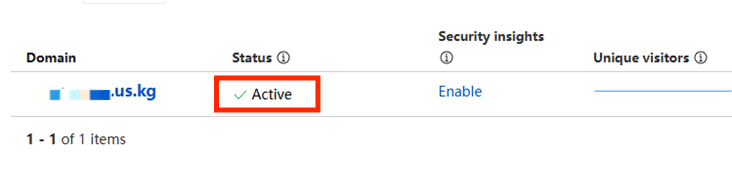 Domain
Status
Security insights
Unique visitors
.us.kg
Active
Enable
1 - 1 of 1 items